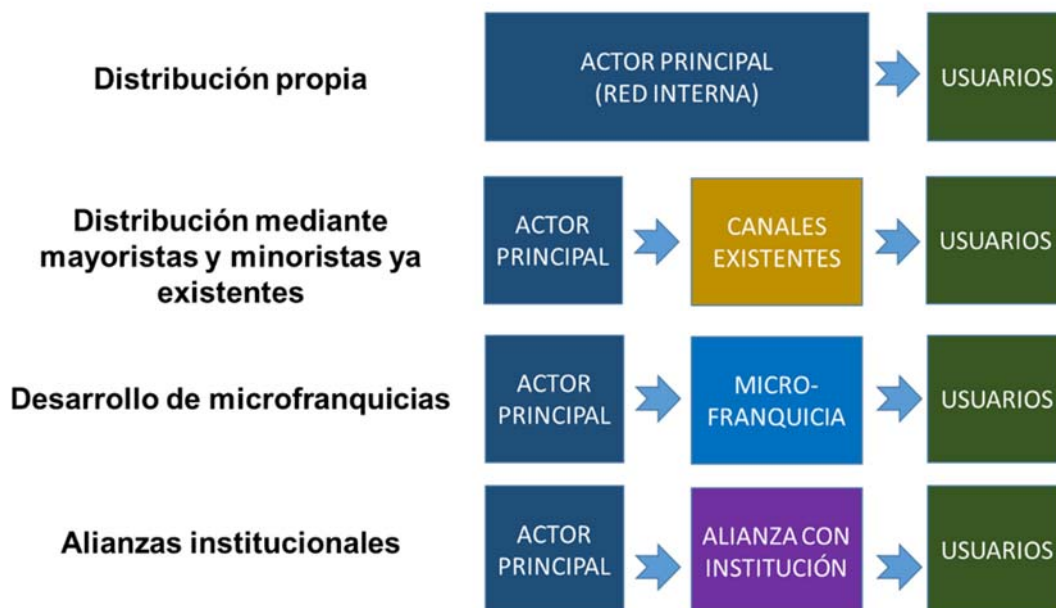 Distribución propia
ACTOR PRINCIPAL
(RED INTERNA)
USUARIOS
Distribución mediante
mayoristas y minoristas ya
existentes
ACTOR
PRINCIPAL
CANALES
EXISTENTES
USUARIOS
Desarrollo de microfranquicias
ACTOR
PRINCIPAL
MICRO-
FRANQUICIA
USUARIOS
Alianzas institucionales
ACTOR
PRINCIPAL
ALIANZA CON
INSTITUCIÓN
USUARIOS